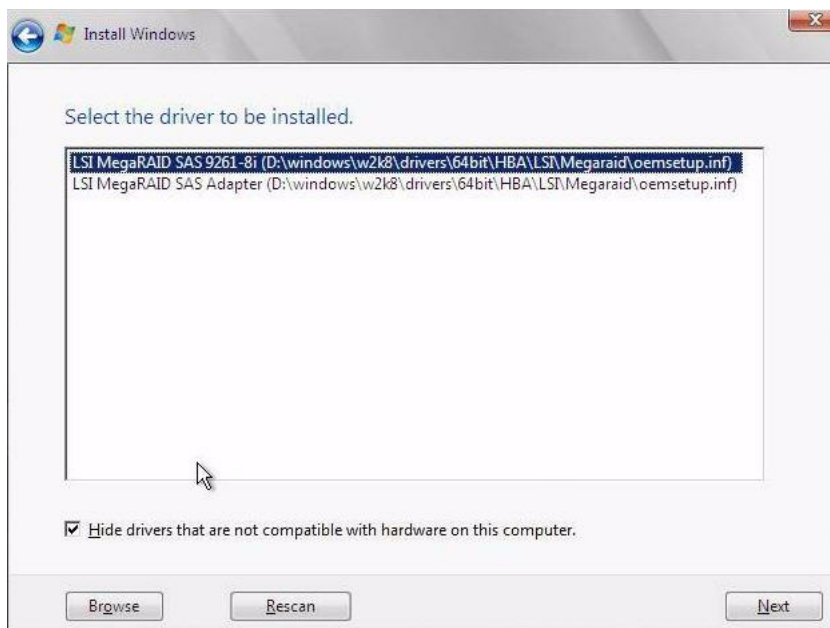 Install Windows
Select the driver to be installed.
LSI MegaRAID SAS 9261-8i (D:\windows\w2k8\drivers\64bit\HBA\LSI\Megaraid\oemsetup.inf)
LSI MegaRAID SAS Adapter (D:\windows\w2k8\drivers\64bit\HBA\LSI\Megaraid\oemsetup.inf)
Hide drivers that are not compatible with hardware on this computer.
Browse
Rescan
Next